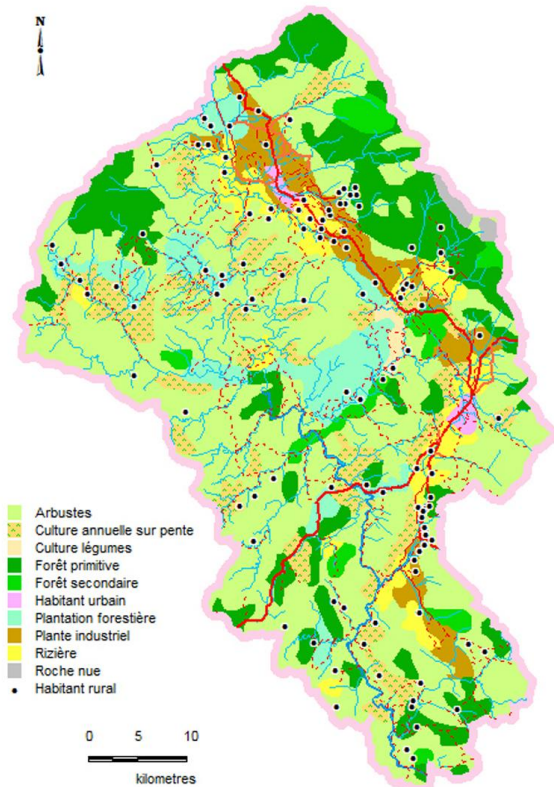 N
Arbustes
Culture annuelle sur pente
Culture légumes
Forêt primitive
Forêt secondaire
Habitant urbain
Plantation forestière
Plante industriel
Rizière
Roche nue
Habitant rural
0 5 10
kilometres